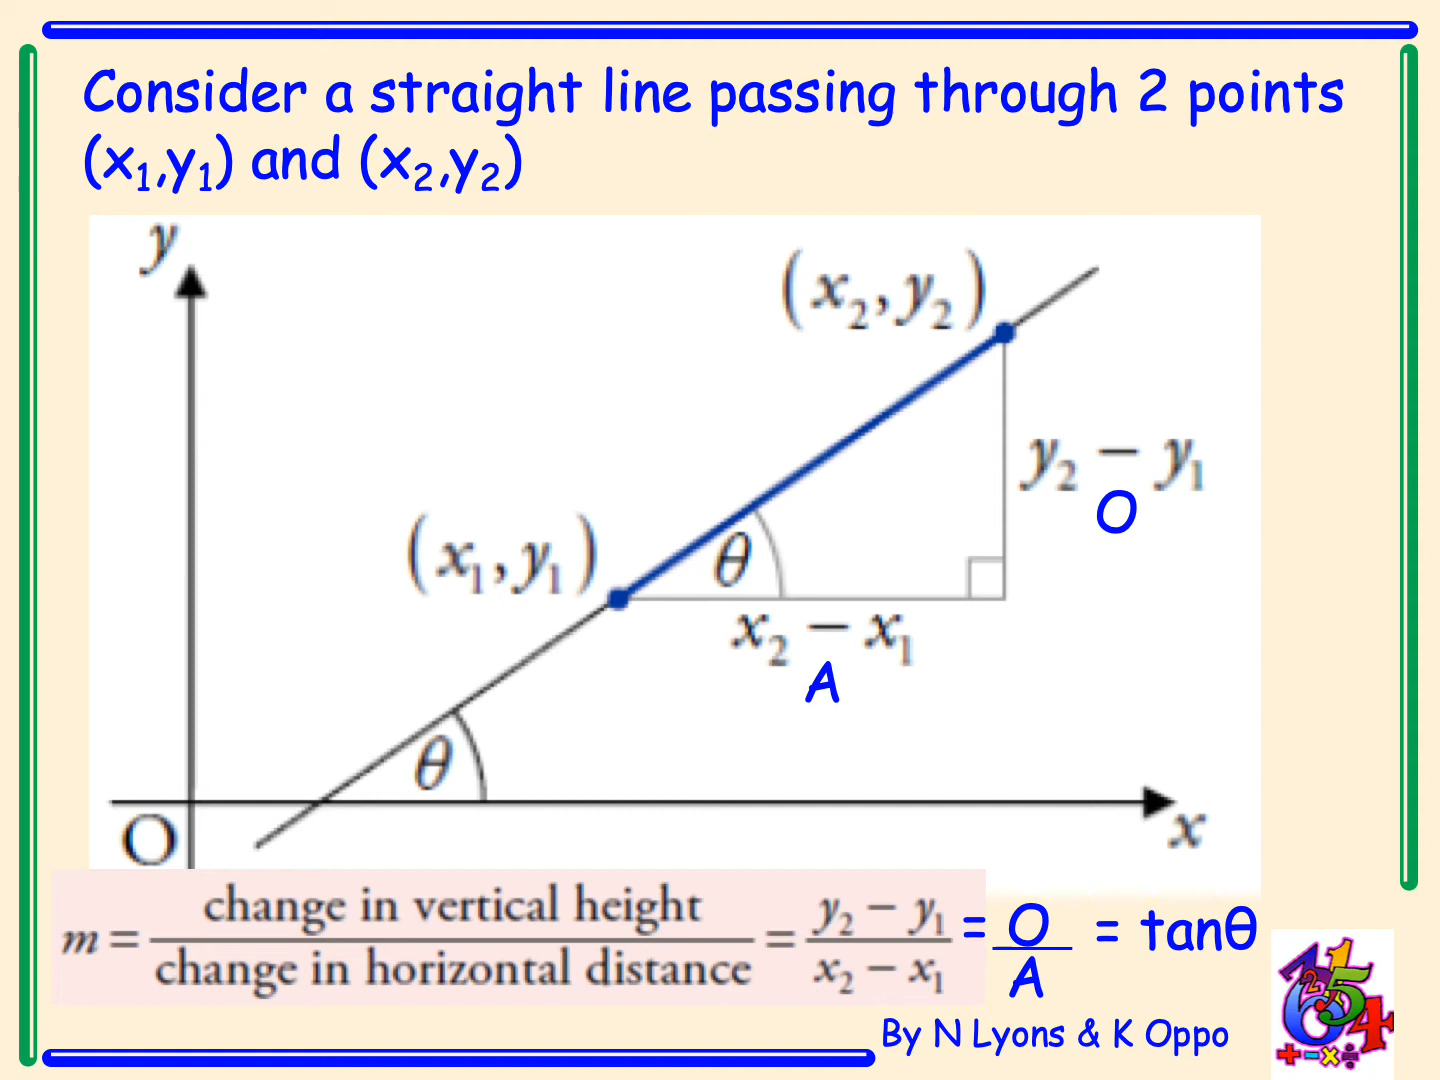 Consider a straight line passing through 2 points
(x₁,y₁) and (x₂,y₂)
y
(x₂, y₂)
y₂ − y₁
O
(x₁, y₁)
θ
x₂ − x₁
A
θ
O
x
m = change in vertical height / change in horizontal distance = y₂ − y₁ / x₂ − x₁ = O / A = tanθ
By N Lyons & K Oppo